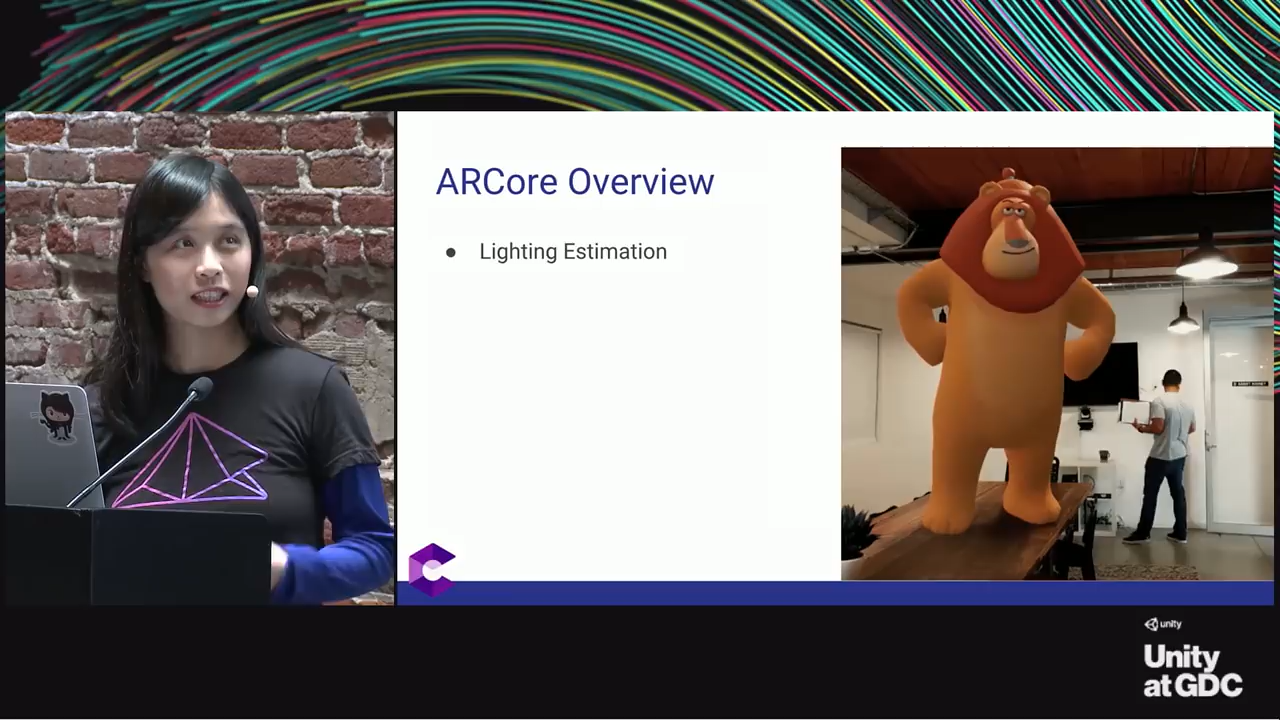 ARCore Overview
● Lighting Estimation
unity
Unity
at GDC